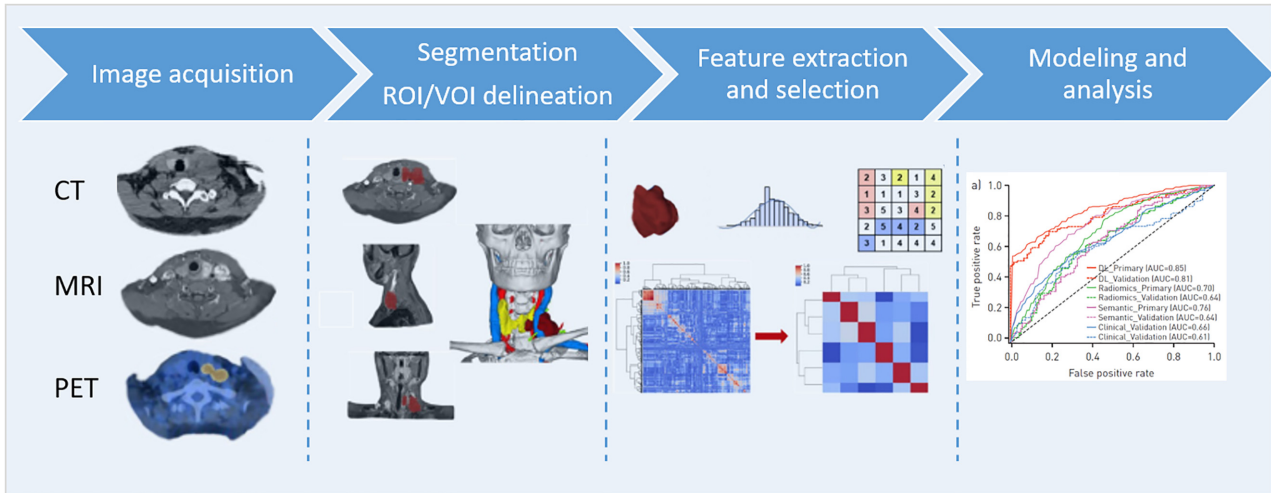 Image acquisition
Segmentation
ROI/VOI delineation
Feature extraction
and selection
Modeling and
analysis
CT
MRI
PET
2 3 2 1 4
1 1 1 3 2
3 5 3 4 2
2 5 4 2 5
3 1 4 4 4
a)
True positive rate
1.0
0.8
0.6
0.4
0.2
0.0
DL_Primary (AUC=0.85)
DL_Validation (AUC=0.81)
Radiomics_Primary (AUC=0.70)
Radiomics_Validation (AUC=0.64)
Semantic_Primary (AUC=0.76)
Semantic_Validation (AUC=0.64)
Clinical_Validation (AUC=0.66)
Clinical_Validation (AUC=0.61)
0.0 0.2 0.4 0.6 0.8 1.0
False positive rate